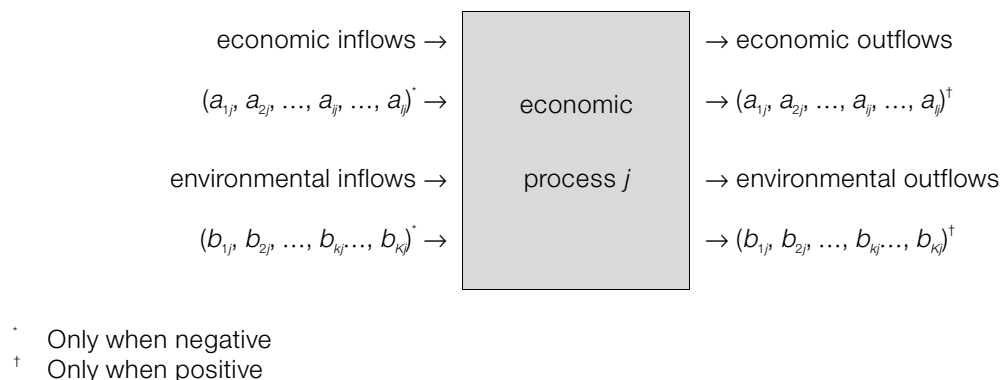 economic inflows → economic → economic outflows
(a₁ⱼ, a₂ⱼ, …, aᵢⱼ, …, aIⱼ)* → (a₁ⱼ, a₂ⱼ, …, aᵢⱼ, …, aIⱼ)†
environmental inflows → process j → environmental outflows
(b₁ⱼ, b₂ⱼ, …, bₖⱼ…, bKⱼ)* → (b₁ⱼ, b₂ⱼ, …, bₖⱼ…, bKⱼ)†
* Only when negative
† Only when positive